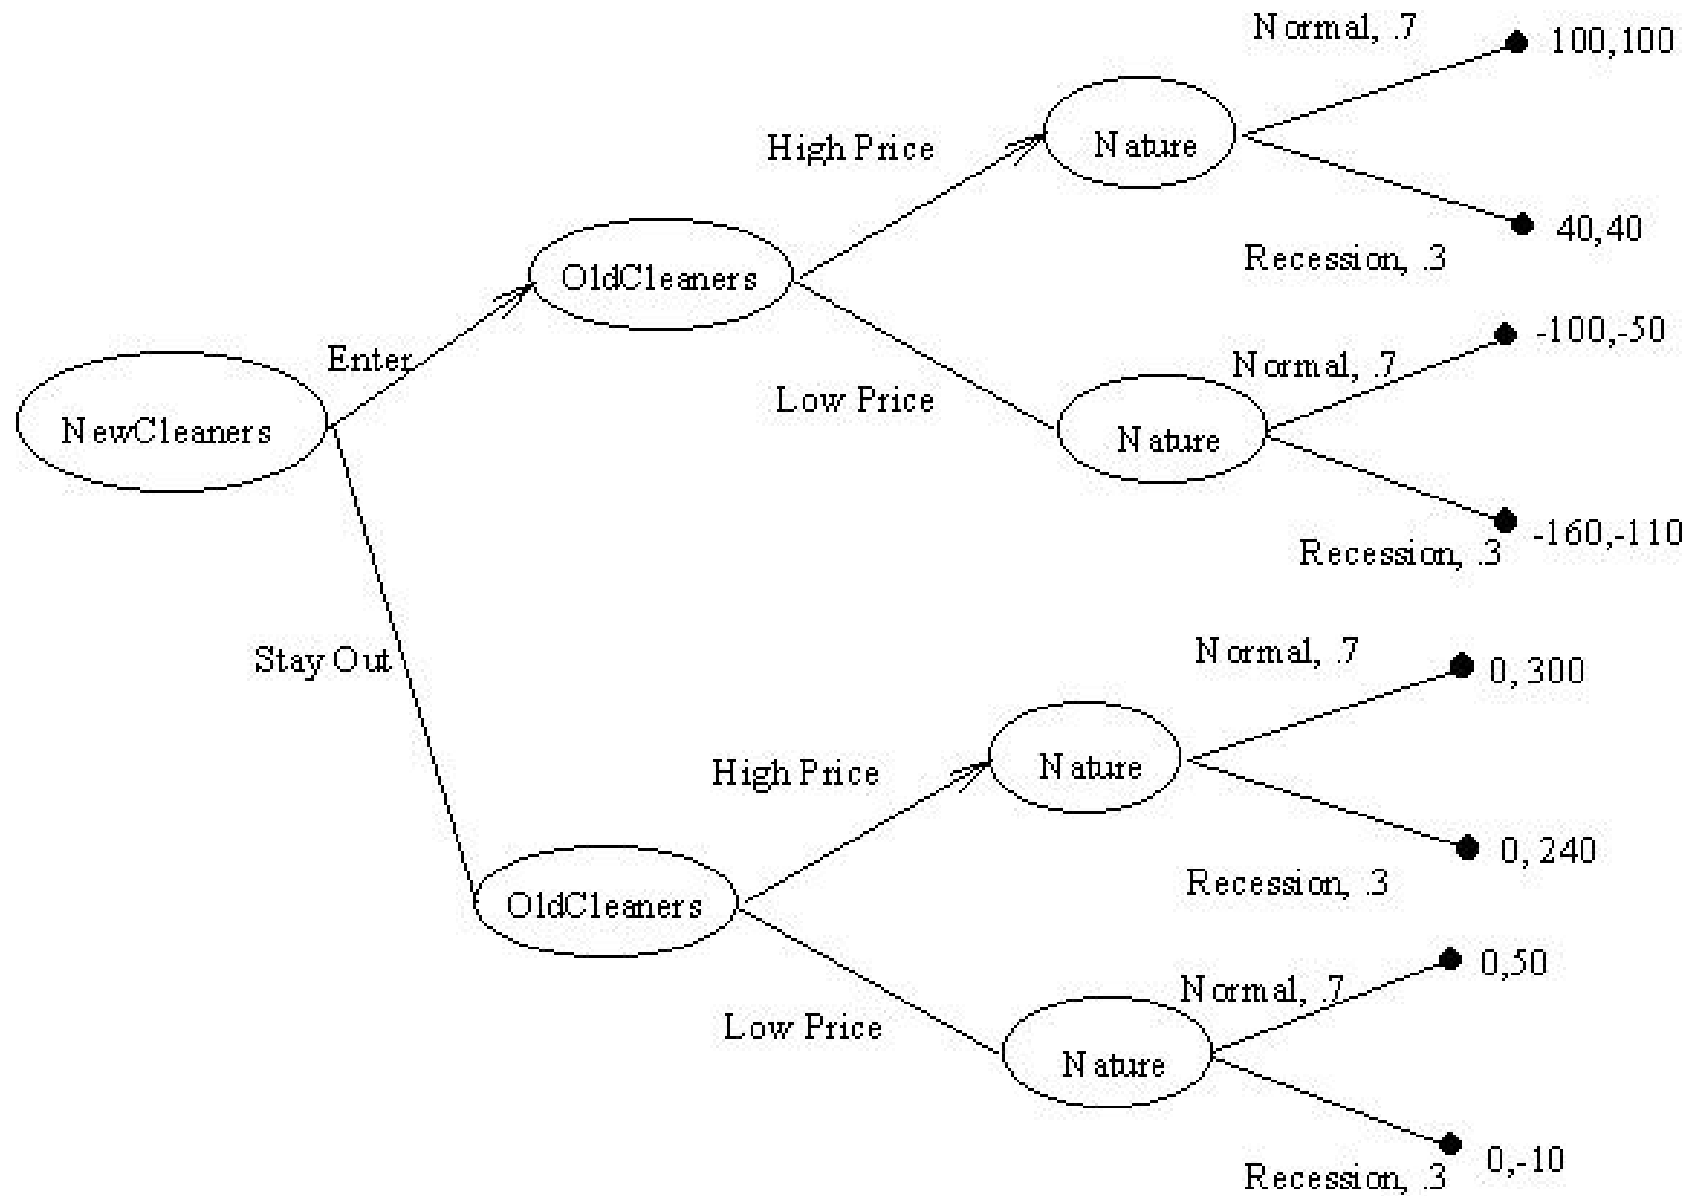 Normal, .7
100,100
High Price
Nature
40,40
Recession, .3
OldCleaners
-100,-50
Normal, .7
Enter
Low Price
NewCleaners
Nature
-160,-110
Recession, .3
Stay Out
Normal, .7
0, 300
High Price
Nature
0, 240
Recession, .3
OldCleaners
0,50
Normal, .7
Low Price
Nature
0,-10
Recession, .3